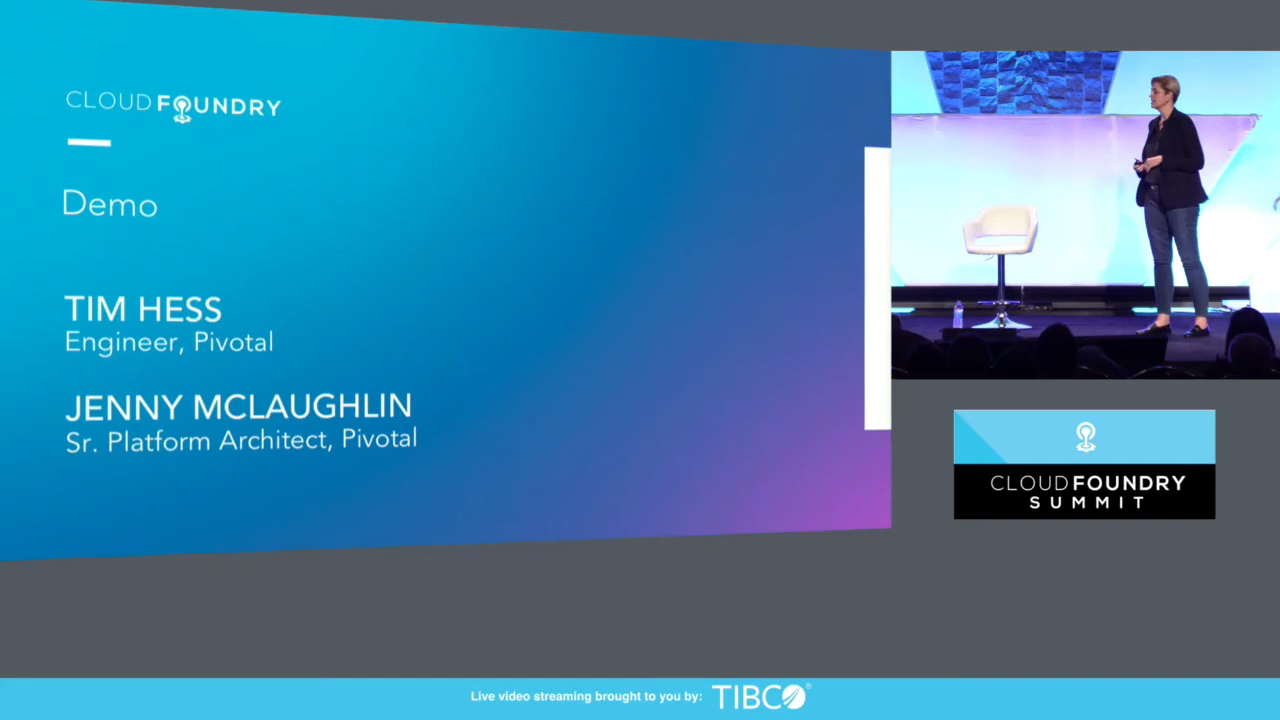 CLOUD FOUNDRY
Demo
TIM HESS
Engineer, Pivotal
JENNY MCLAUGHLIN
Sr. Platform Architect, Pivotal
CLOUD FOUNDRY
SUMMIT
Live video streaming brought to you by: TIBCO®